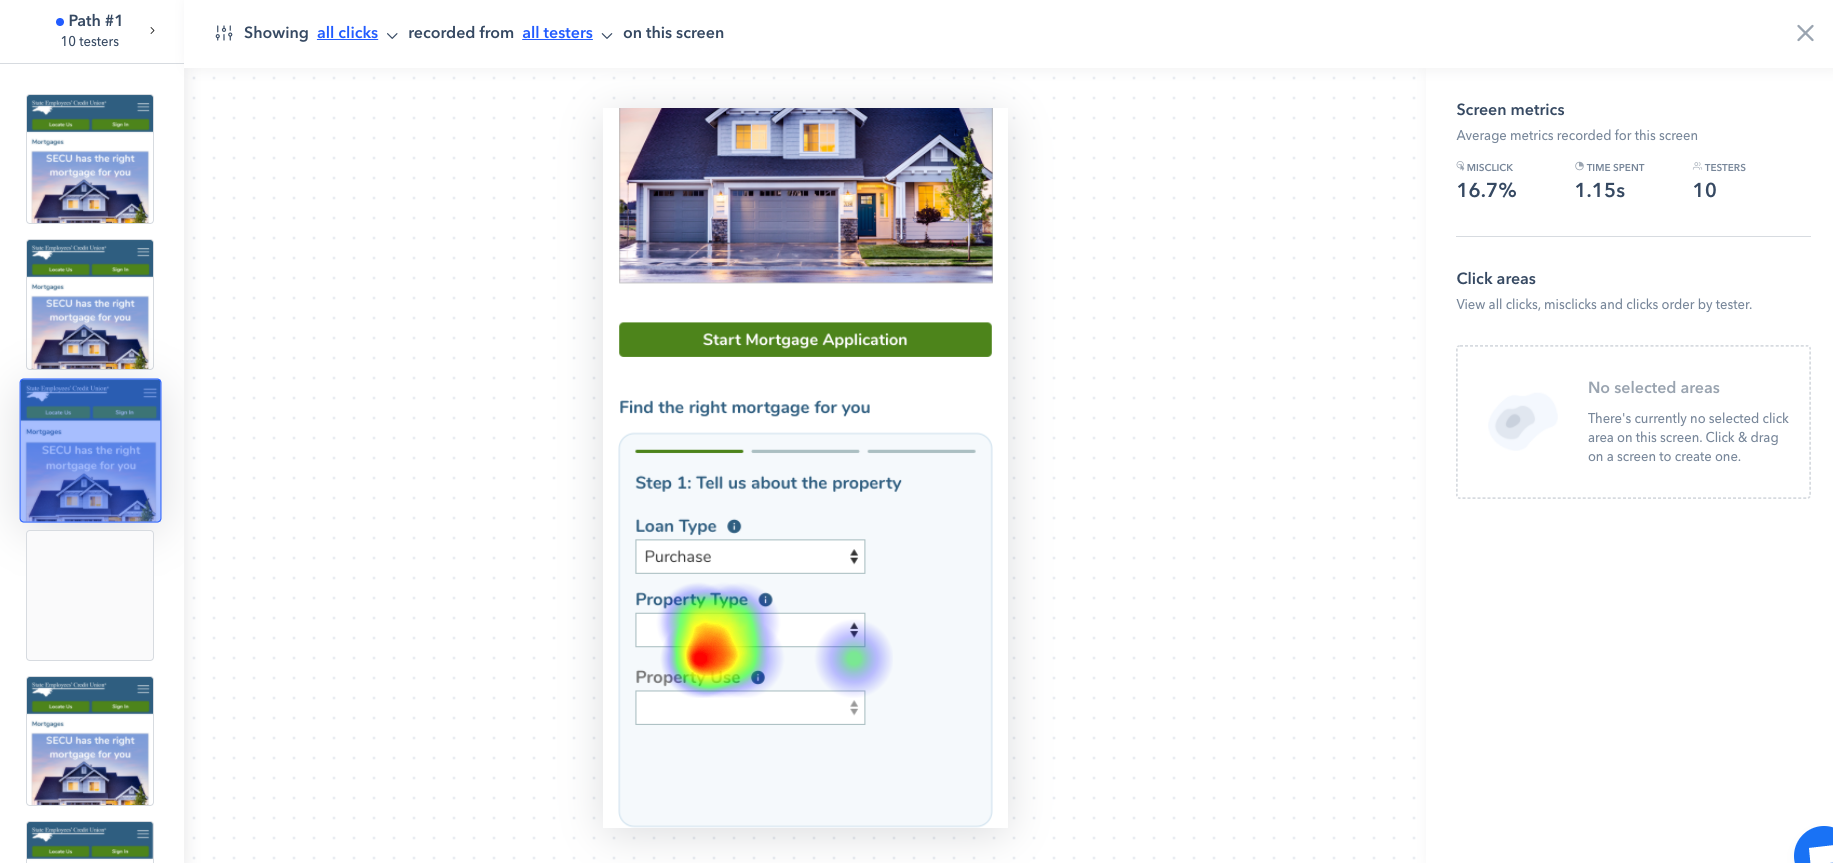 Path #1
10 testers
Showing all clicks recorded from all testers on this screen
State Employees' Credit Union
Locate Us Sign In
Mortgages
SECU has the right
mortgage for you
State Employees' Credit Union
Locate Us Sign In
Mortgages
SECU has the right
mortgage for you
State Employees' Credit Union
Locate Us Sign In
Mortgages
SECU has the right
mortgage for you
State Employees' Credit Union
Locate Us Sign In
Mortgages
SECU has the right
mortgage for you
State Employees' Credit Union
Locate Us Sign In
Start Mortgage Application
Find the right mortgage for you
Step 1: Tell us about the property
Loan Type
Purchase
Property Type
Property Use
Screen metrics
Average metrics recorded for this screen
MISCLICK TIME SPENT TESTERS
16.7% 1.15s 10
Click areas
View all clicks, misclicks and clicks order by tester.
No selected areas
There's currently no selected click
area on this screen. Click & drag
on a screen to create one.